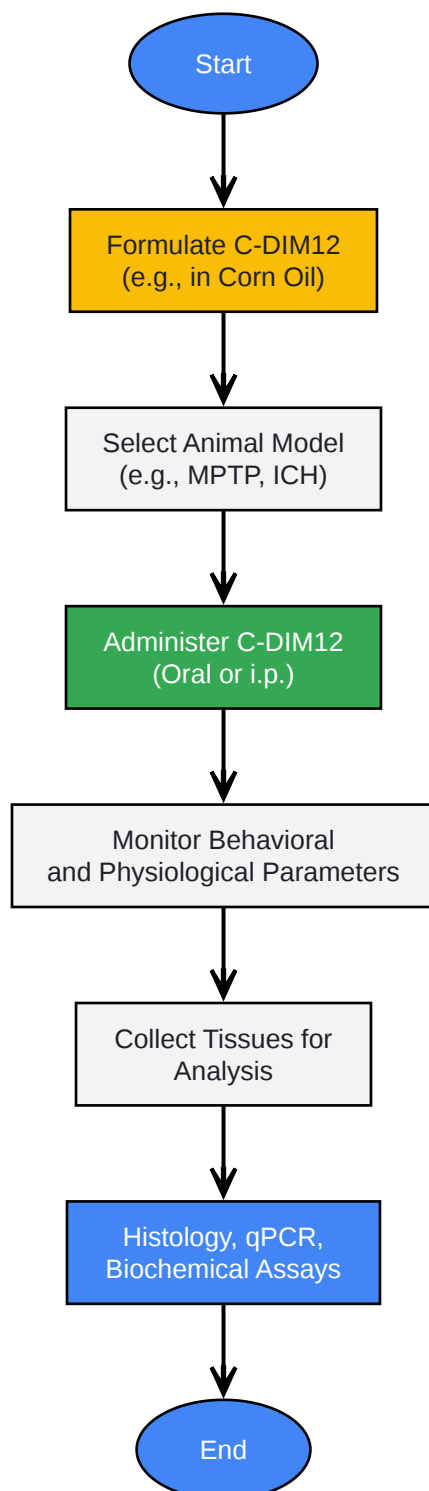 Start
Formulate C-DIM12
(e.g., in Corn Oil)
Select Animal Model
(e.g., MPTP, ICH)
Administer C-DIM12
(Oral or i.p.)
Monitor Behavioral
and Physiological Parameters
Collect Tissues for
Analysis
Histology, qPCR,
Biochemical Assays
End